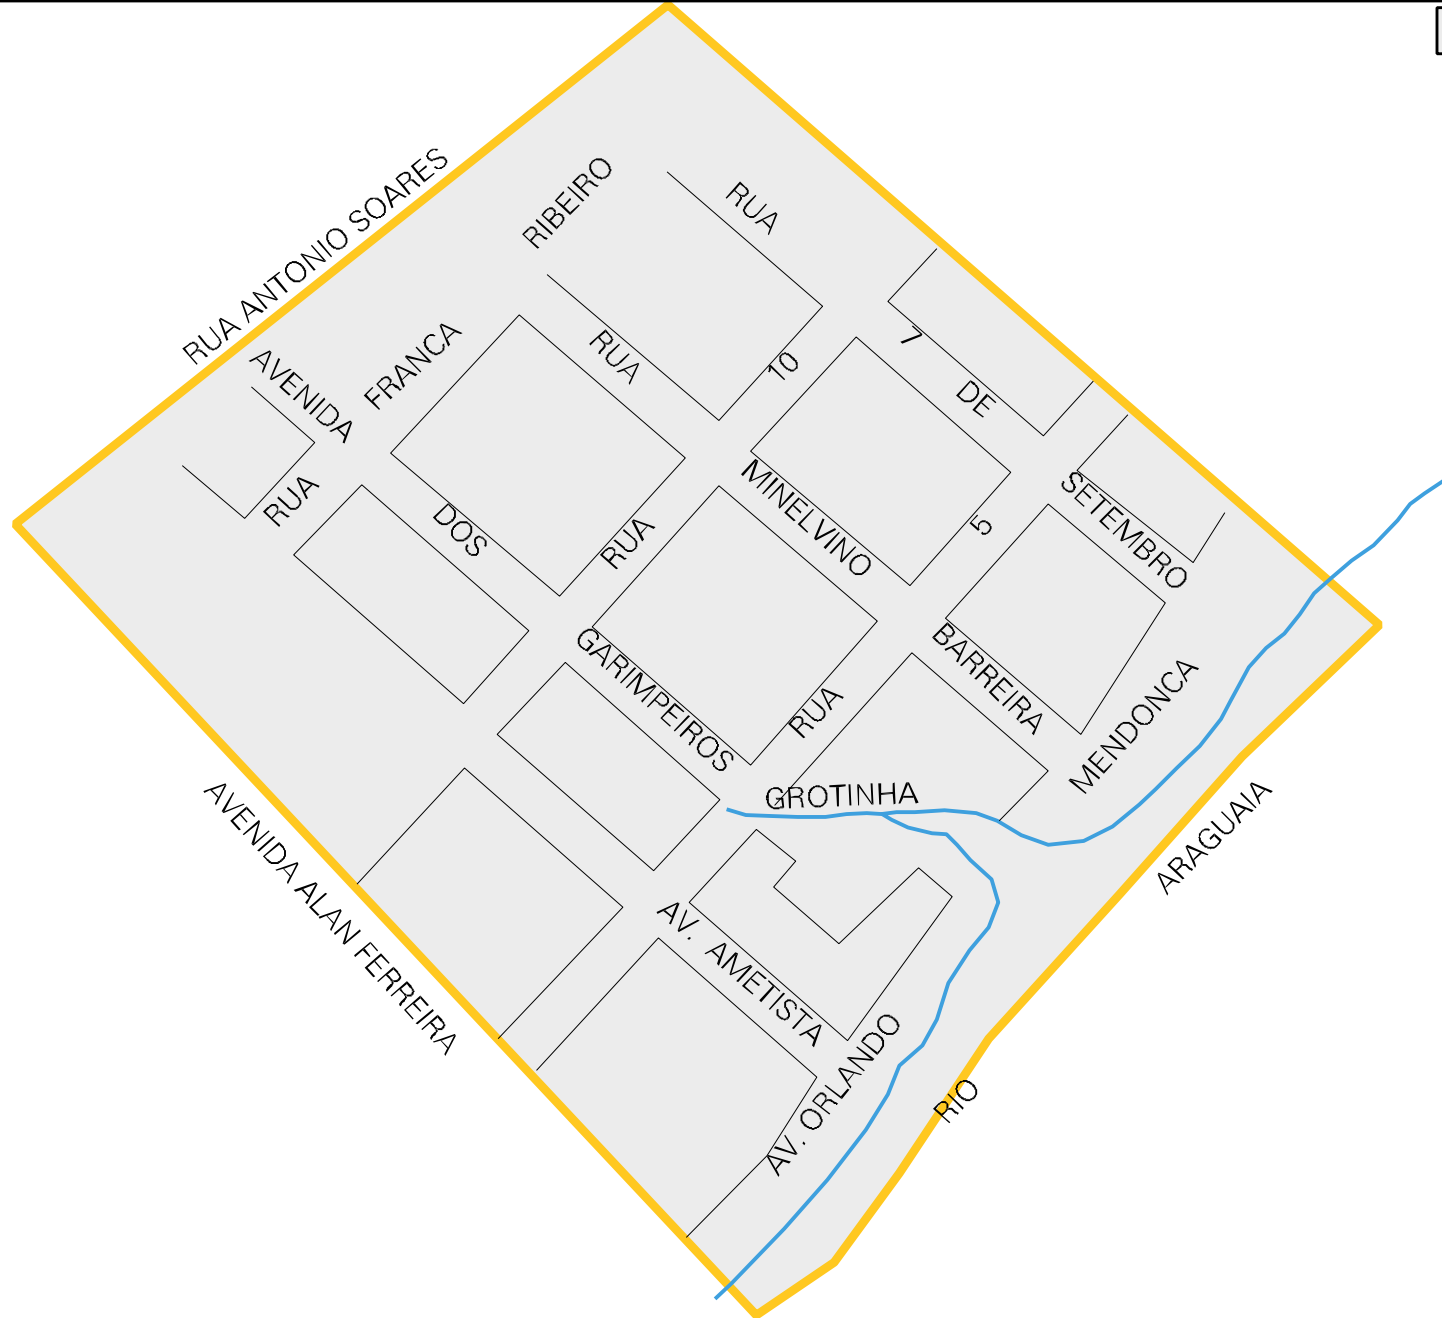 RUA ANTONIO SOARES
RIBEIRO
RUA
FRANCA
RUA
10
7
DE
AVENIDA
RUA
DOS
RUA
MINELVINO
5
SETEMBRO
GARIMPEIROS
RUA
BARREIRA
MENDONCA
GROTINHA
ARAGUAIA
RIO
AVENIDA ALAN FERREIRA
AV. AMETISTA
AV. ORLANDO